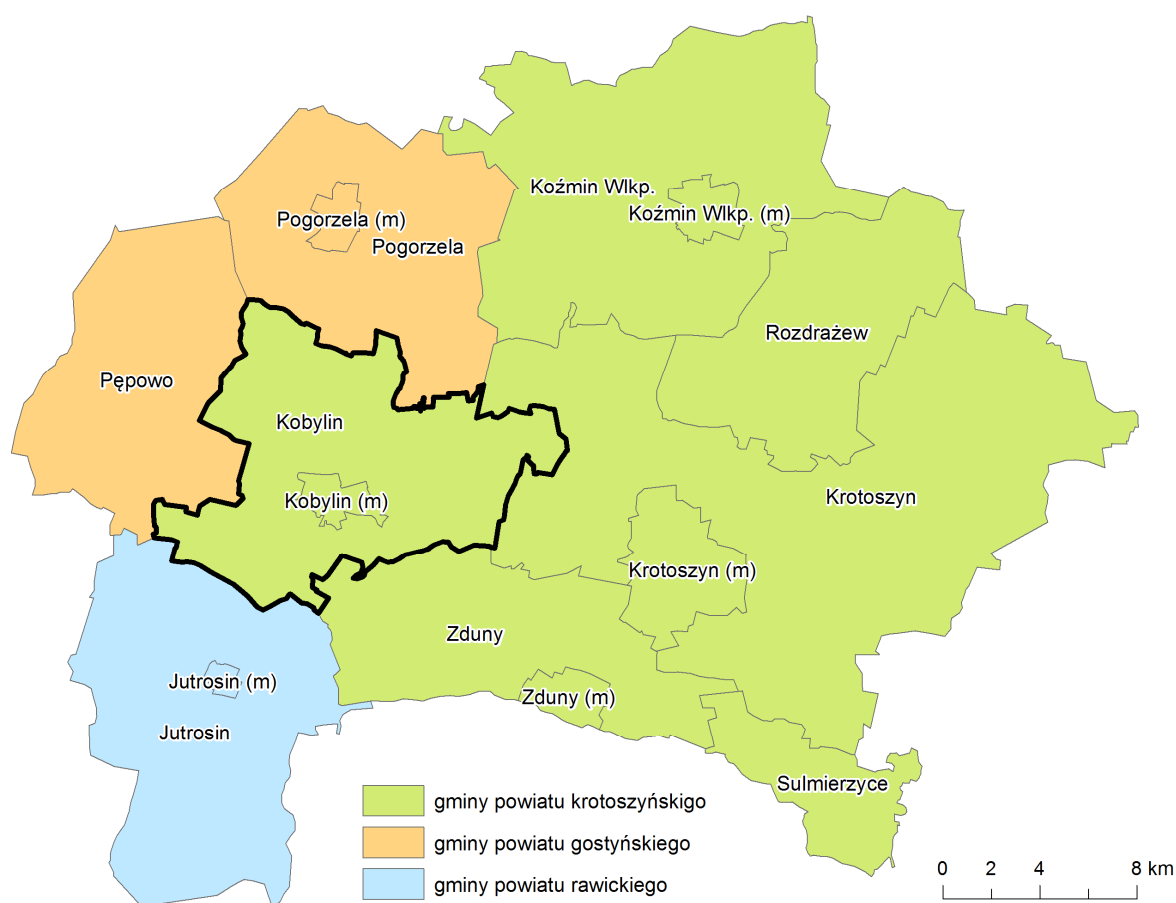 Koźmin Wlkp.
Koźmin Wlkp. (m)
Pogorzela (m)
Pogorzela
Rozdrażew
Pępowo
Kobylin
Kobylin (m)
Krotoszyn
Krotoszyn (m)
Zduny
Jutrosin (m)
Zduny (m)
Jutrosin
Sulmierzyce
gminy powiatu krotoszyńskigo
gminy powiatu gostyńskiego
gminy powiatu rawickiego
0 2 4 8 km